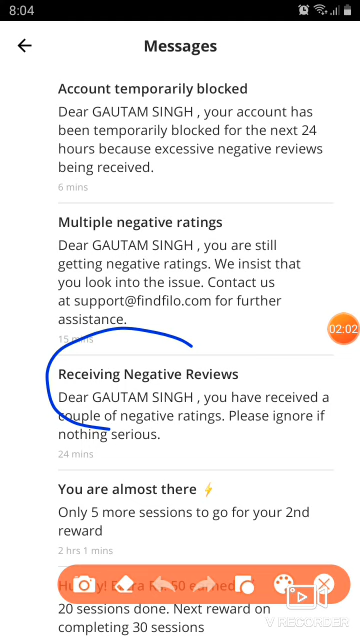 8:04
Messages
Account temporarily blocked
Dear GAUTAM SINGH , your account has
been temporarily blocked for the next 24
hours because excessive negative reviews
being received.
6 mins
Multiple negative ratings
Dear GAUTAM SINGH , you are still
getting negative ratings. We insist that
you look into the issue. Contact us
at support@findfilo.com for further
assistance.
15 mins
02:02
Receiving Negative Reviews
Dear GAUTAM SINGH , you have received a
couple of negative ratings. Please ignore if
nothing serious.
24 mins
You are almost there ⚡
Only 5 more sessions to go for your 2nd
reward
2 hrs 1 mins
20 sessions done. Next reward on
completing 30 sessions
V RECORDER